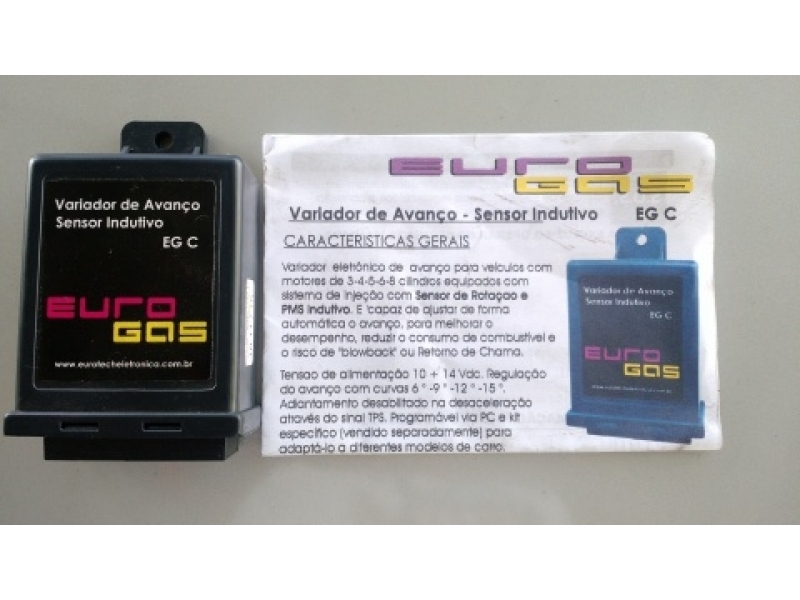 Variador de Avanço
Sensor Indutivo
EG C
EURO
GAS
www.eurotecheletronica.com.br
EURO
GAS
Variador de Avanço - Sensor Indutivo EG C
CARACTERISTICAS GERAIS
Variador eletrônico de avanço para veículos com
motores de 3-4-5-6-8 cilindros equipados com
sistema de injeção com Sensor de Rotaçao e
PMS Indutivo. E 'capaz de ajustar de forma
automática o avanço, para melhorar o
desempenho, reduzir o consumo de combustível e
o risco de "blowback" ou Retorno de Chama.
Tensao de alimentação 10 + 14 Vdc. Regulação
do avanço com curvas 6 ° -9 ° -12 ° -15 °.
Adiantamento desabilitado na desaceleração
através do sinal TPS. Programável via PC e kit
específico (vendido separadamente) para
adaptá-lo a diferentes modelos de carro.
Variador de Avanço
Sensor Indutivo
EG C
EURO
GAS